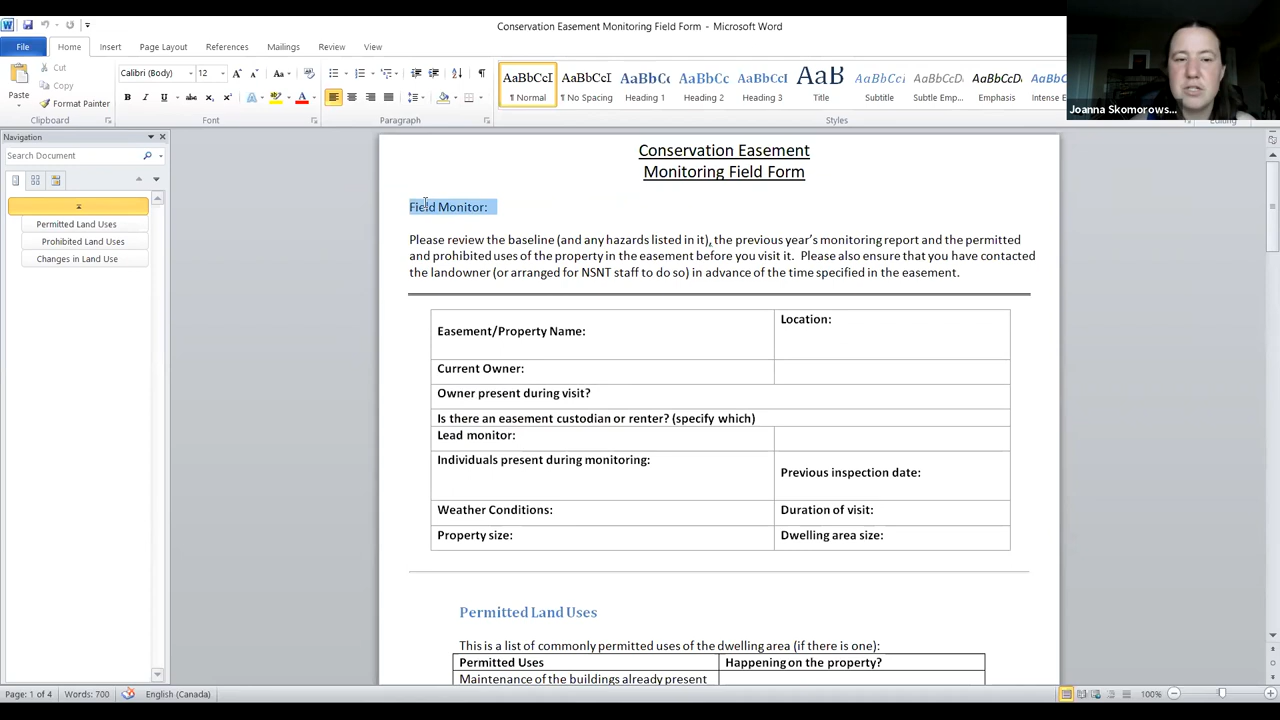 Conservation Easement Monitoring Field Form - Microsoft Word
File Home Insert Page Layout References Mailings Review View
Paste
Cut
Copy
Format Painter
Clipboard
Calibri (Body) 12
Font
Paragraph
AaBbCcI AaBbCcI AaBbCc AaBbCc AaBbCcI AaB AaBbCcI AaBbCcD AaBbCcI
¶ Normal ¶ No Spacing Heading 1 Heading 2 Heading 3 Title Subtitle Subtle Emp... Emphasis Intense E
Styles
Editing
Joanna Skomorows...
Navigation
Search Document
Permitted Land Uses
Prohibited Land Uses
Changes in Land Use
Conservation Easement
Monitoring Field Form
Field Monitor:
Please review the baseline (and any hazards listed in it), the previous year's monitoring report and the permitted
and prohibited uses of the property in the easement before you visit it. Please also ensure that you have contacted
the landowner (or arranged for NSNT staff to do so) in advance of the time specified in the easement.
Easement/Property Name:
Location:
Current Owner:
Owner present during visit?
Is there an easement custodian or renter? (specify which)
Lead monitor:
Individuals present during monitoring:
Previous inspection date:
Weather Conditions:
Duration of visit:
Property size:
Dwelling area size:
Permitted Land Uses
This is a list of commonly permitted uses of the dwelling area (if there is one):
Permitted Uses
Happening on the property?
Maintenance of the buildings already present
Page: 1 of 4 Words: 700 English (Canada) 100%